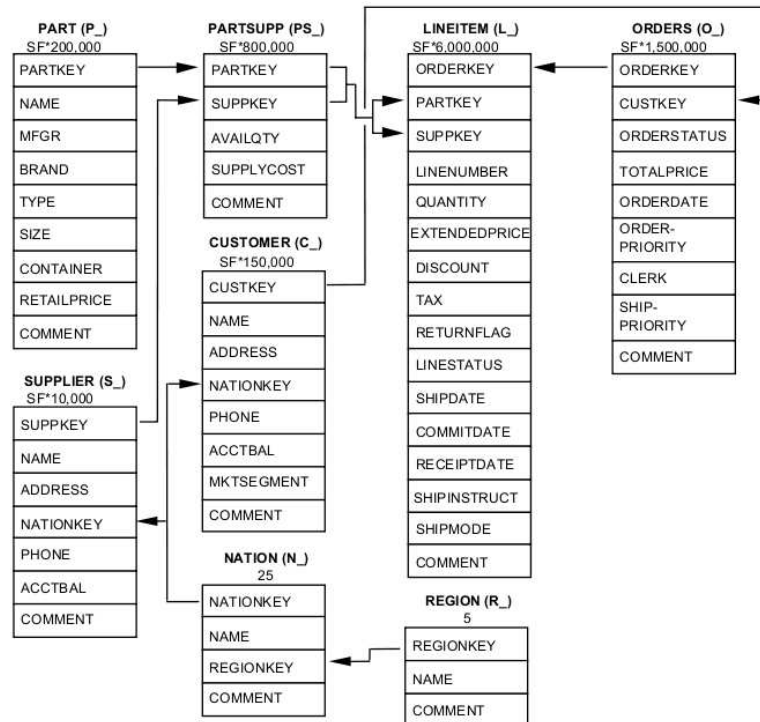 PART (P_)
SF*200,000
PARTKEY
NAME
MFGR
BRAND
TYPE
SIZE
CONTAINER
RETAILPRICE
COMMENT
SUPPLIER (S_)
SF*10,000
SUPPKEY
NAME
ADDRESS
NATIONKEY
PHONE
ACCTBAL
COMMENT
PARTSUPP (PS_)
SF*800,000
PARTKEY
SUPPKEY
AVAILQTY
SUPPLYCOST
COMMENT
CUSTOMER (C_)
SF*150,000
CUSTKEY
NAME
ADDRESS
NATIONKEY
PHONE
ACCTBAL
MKTSEGMENT
COMMENT
NATION (N_)
25
NATIONKEY
NAME
REGIONKEY
COMMENT
LINEITEM (L_)
SF*6,000,000
ORDERKEY
PARTKEY
SUPPKEY
LINENUMBER
QUANTITY
EXTENDEDPRICE
DISCOUNT
TAX
RETURNFLAG
LINESTATUS
SHIPDATE
COMMITDATE
RECEIPTDATE
SHIPINSTRUCT
SHIPMODE
COMMENT
REGION (R_)
5
REGIONKEY
NAME
COMMENT
ORDERS (O_)
SF*1,500,000
ORDERKEY
CUSTKEY
ORDERSTATUS
TOTALPRICE
ORDERDATE
ORDER-
PRIORITY
CLERK
SHIP-
PRIORITY
COMMENT